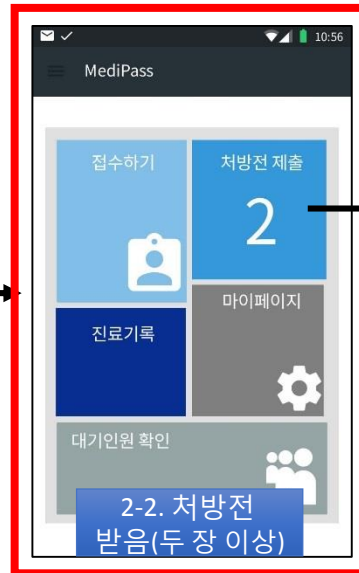 10:56
MediPass
접수하기
처방전 제출
2
마이페이지
진료기록
대기인원 확인
2-2. 처방전
받음(두 장 이상)